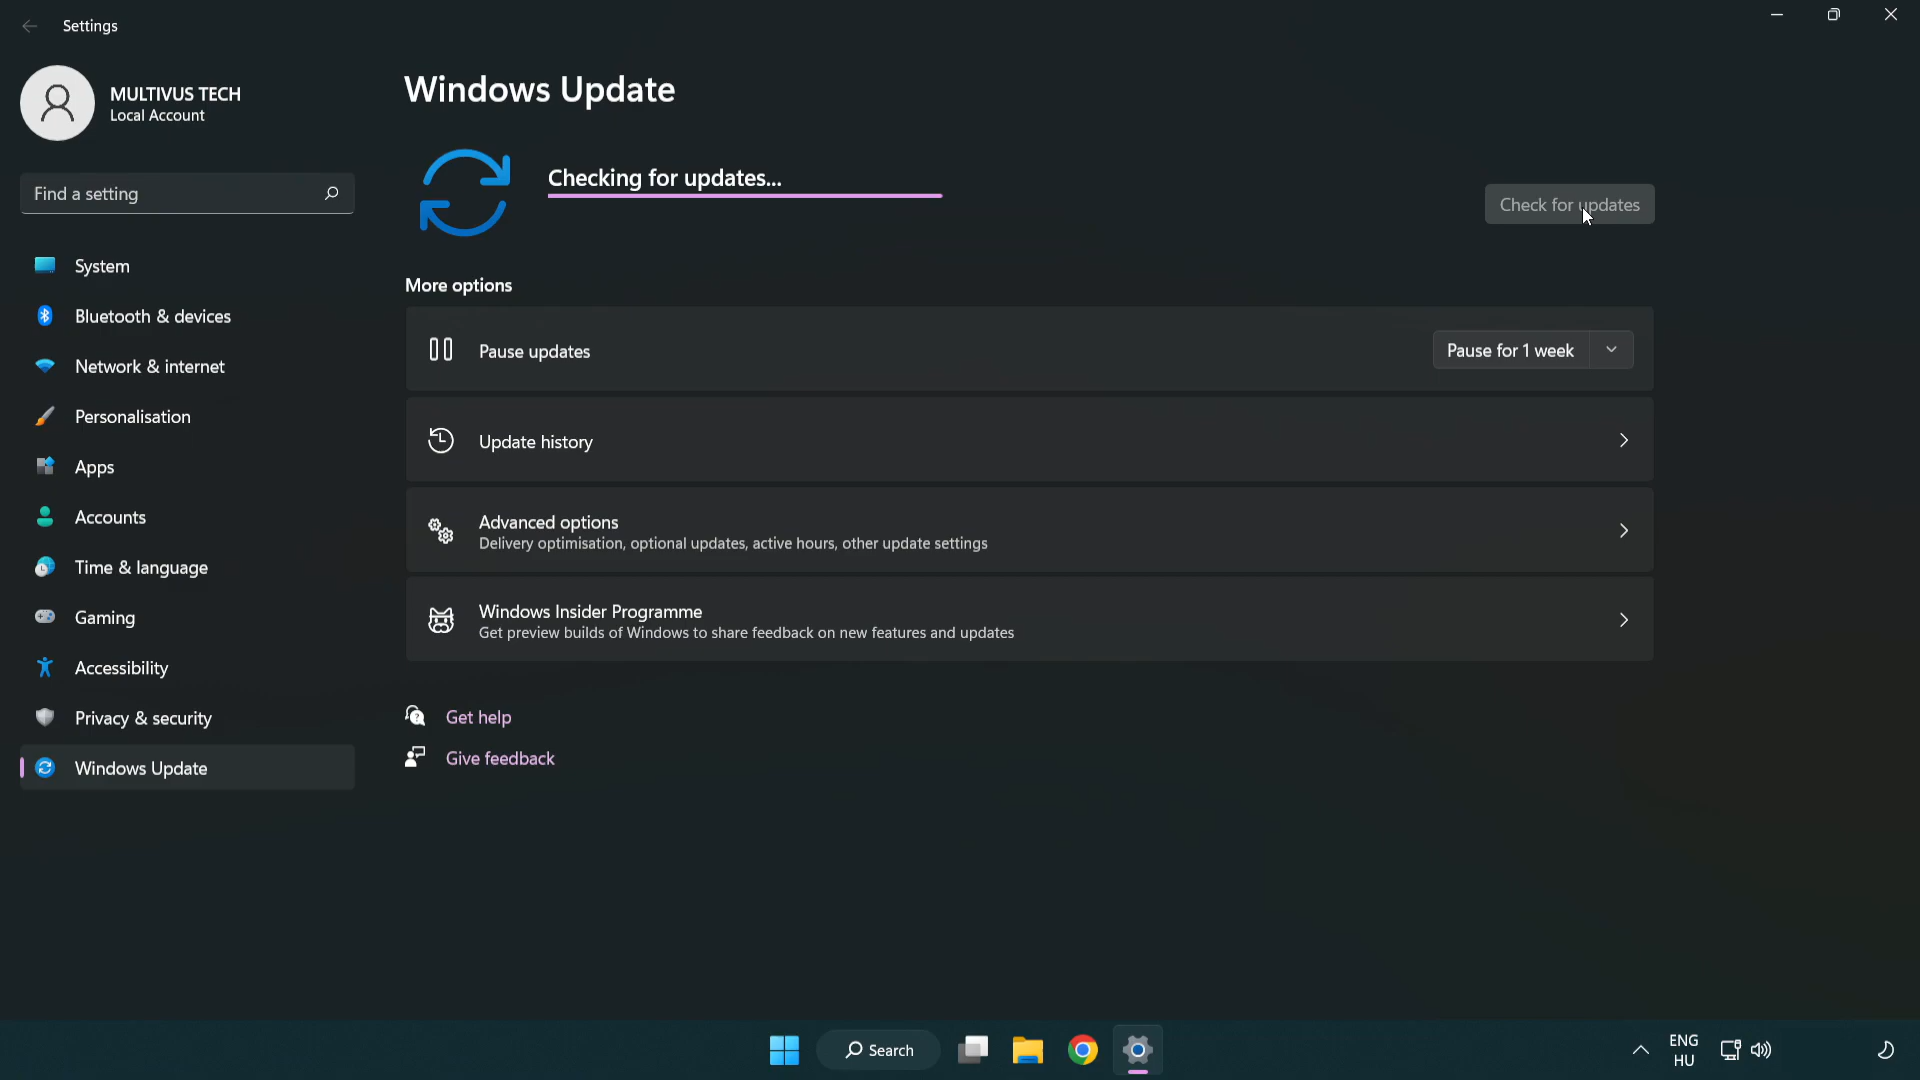 Settings
MULTIVUS TECH
Local Account
Find a setting
System
Bluetooth & devices
Network & internet
Personalisation
Apps
Accounts
Time & language
Gaming
Accessibility
Privacy & security
Windows Update
Windows Update
Checking for updates...
Check for updates
More options
Pause updates
Pause for 1 week
Update history
Advanced options
Delivery optimisation, optional updates, active hours, other update settings
Windows Insider Programme
Get preview builds of Windows to share feedback on new features and updates
Get help
Give feedback
Search
ENG
HU